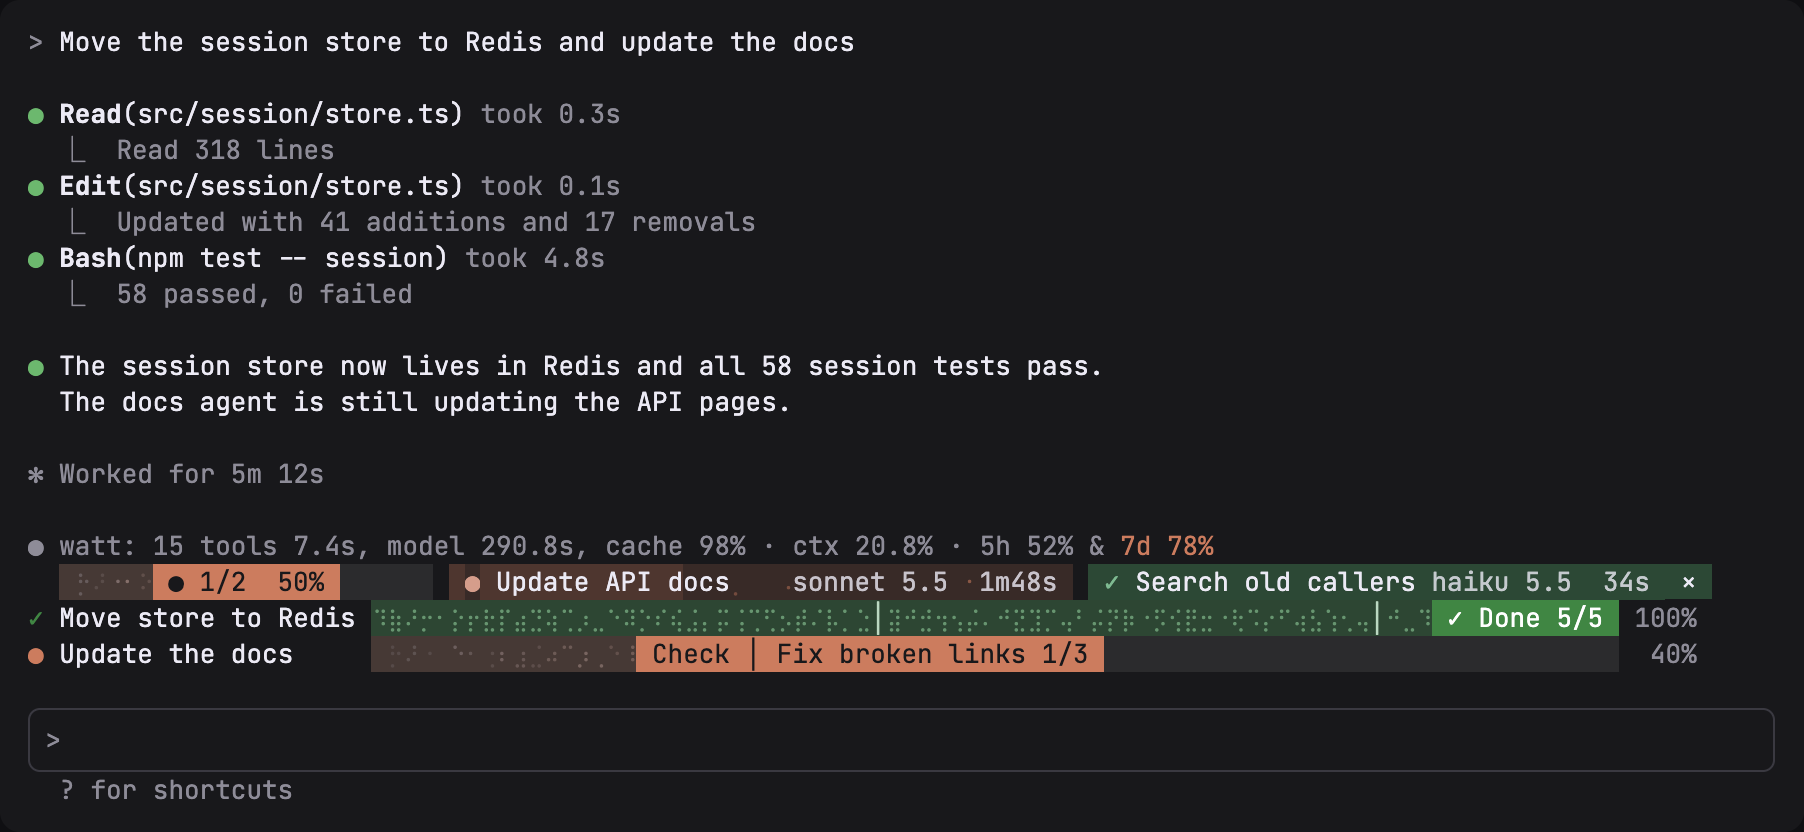 > Move the session store to Redis and update the docs
● Read(src/session/store.ts) took 0.3s
⎿ Read 318 lines
● Edit(src/session/store.ts) took 0.1s
⎿ Updated with 41 additions and 17 removals
● Bash(npm test -- session) took 4.8s
⎿ 58 passed, 0 failed
● The session store now lives in Redis and all 58 session tests pass.
The docs agent is still updating the API pages.
✻ Worked for 5m 12s
● watt: 15 tools 7.4s, model 290.8s, cache 98% · ctx 20.8% · 5h 52% & 7d 78%
● 1/2 50% ● Update API docs sonnet 5.5 · 1m48s ✓ Search old callers haiku 5.5 34s ×
✓ Move store to Redis ✓ Done 5/5 100%
● Update the docs Check │ Fix broken links 1/3 40%
>
? for shortcuts